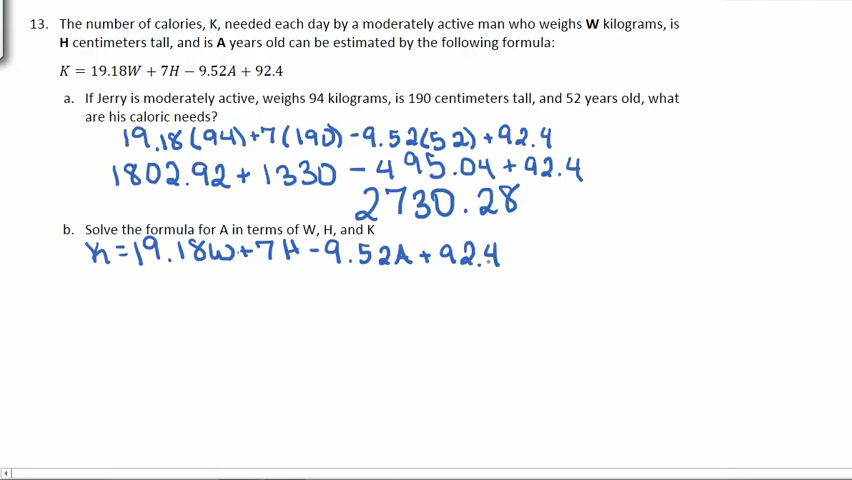 13. The number of calories, K, needed each day by a moderately active man who weighs W kilograms, is
H centimeters tall, and is A years old can be estimated by the following formula:
K = 19.18W + 7H − 9.52A + 92.4
a. If Jerry is moderately active, weighs 94 kilograms, is 190 centimeters tall, and 52 years old, what
are his caloric needs?
19.18(94)+7(190)-9.52(52)+92.4
1802.92+1330-495.04+92.4
2730.28
b. Solve the formula for A in terms of W, H, and K
K=19.18W+7H-9.52A+92.4